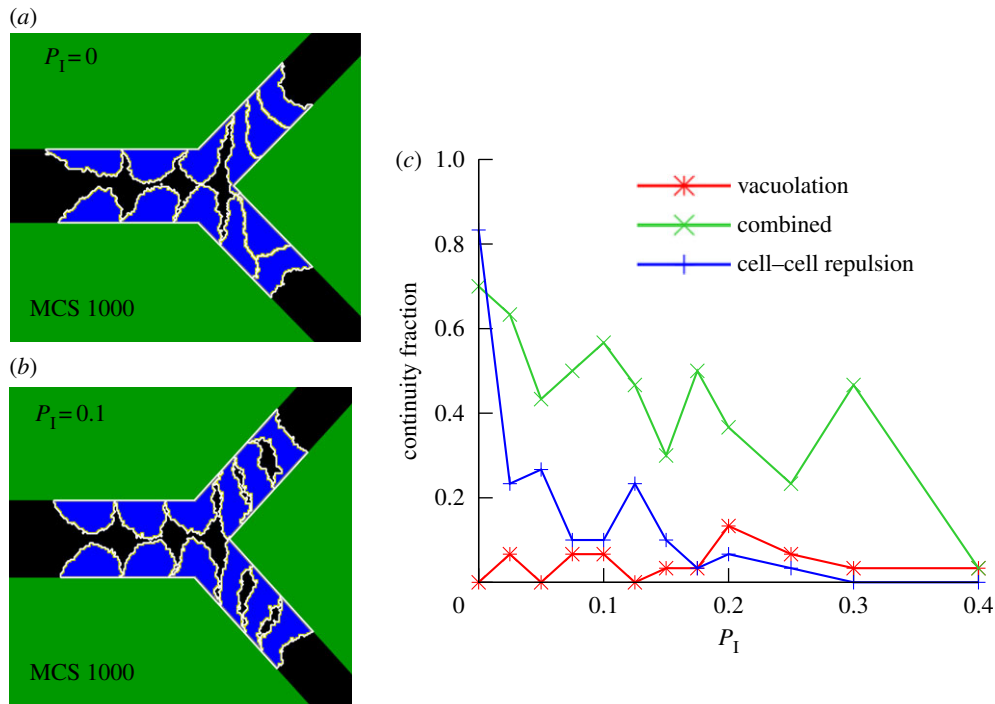 (a)
P_I = 0
MCS 1000
(b)
P_I = 0.1
MCS 1000
(c)
1.0
0.8
0.6
0.4
0.2
0
0.1
0.2
0.3
0.4
continuity fraction
P_I
vacuolation
combined
cell–cell repulsion